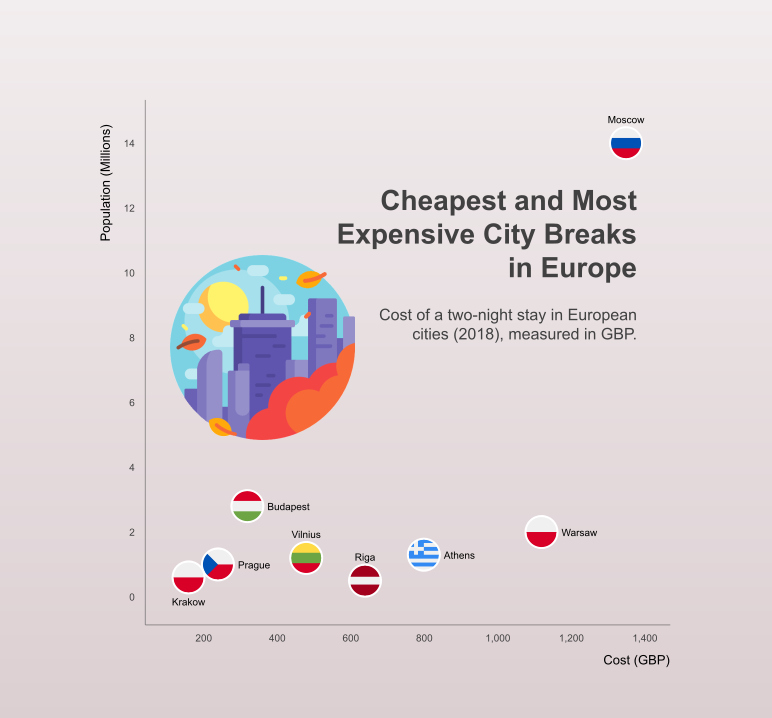 Moscow
Population (Millions)
14
12
10
8
6
4
2
0
Cheapest and Most
Expensive City Breaks
in Europe
Cost of a two-night stay in European
cities (2018), measured in GBP.
Budapest
Vilnius
Warsaw
Riga
Athens
Prague
Krakow
200 400 600 800 1,000 1,200 1,400
Cost (GBP)